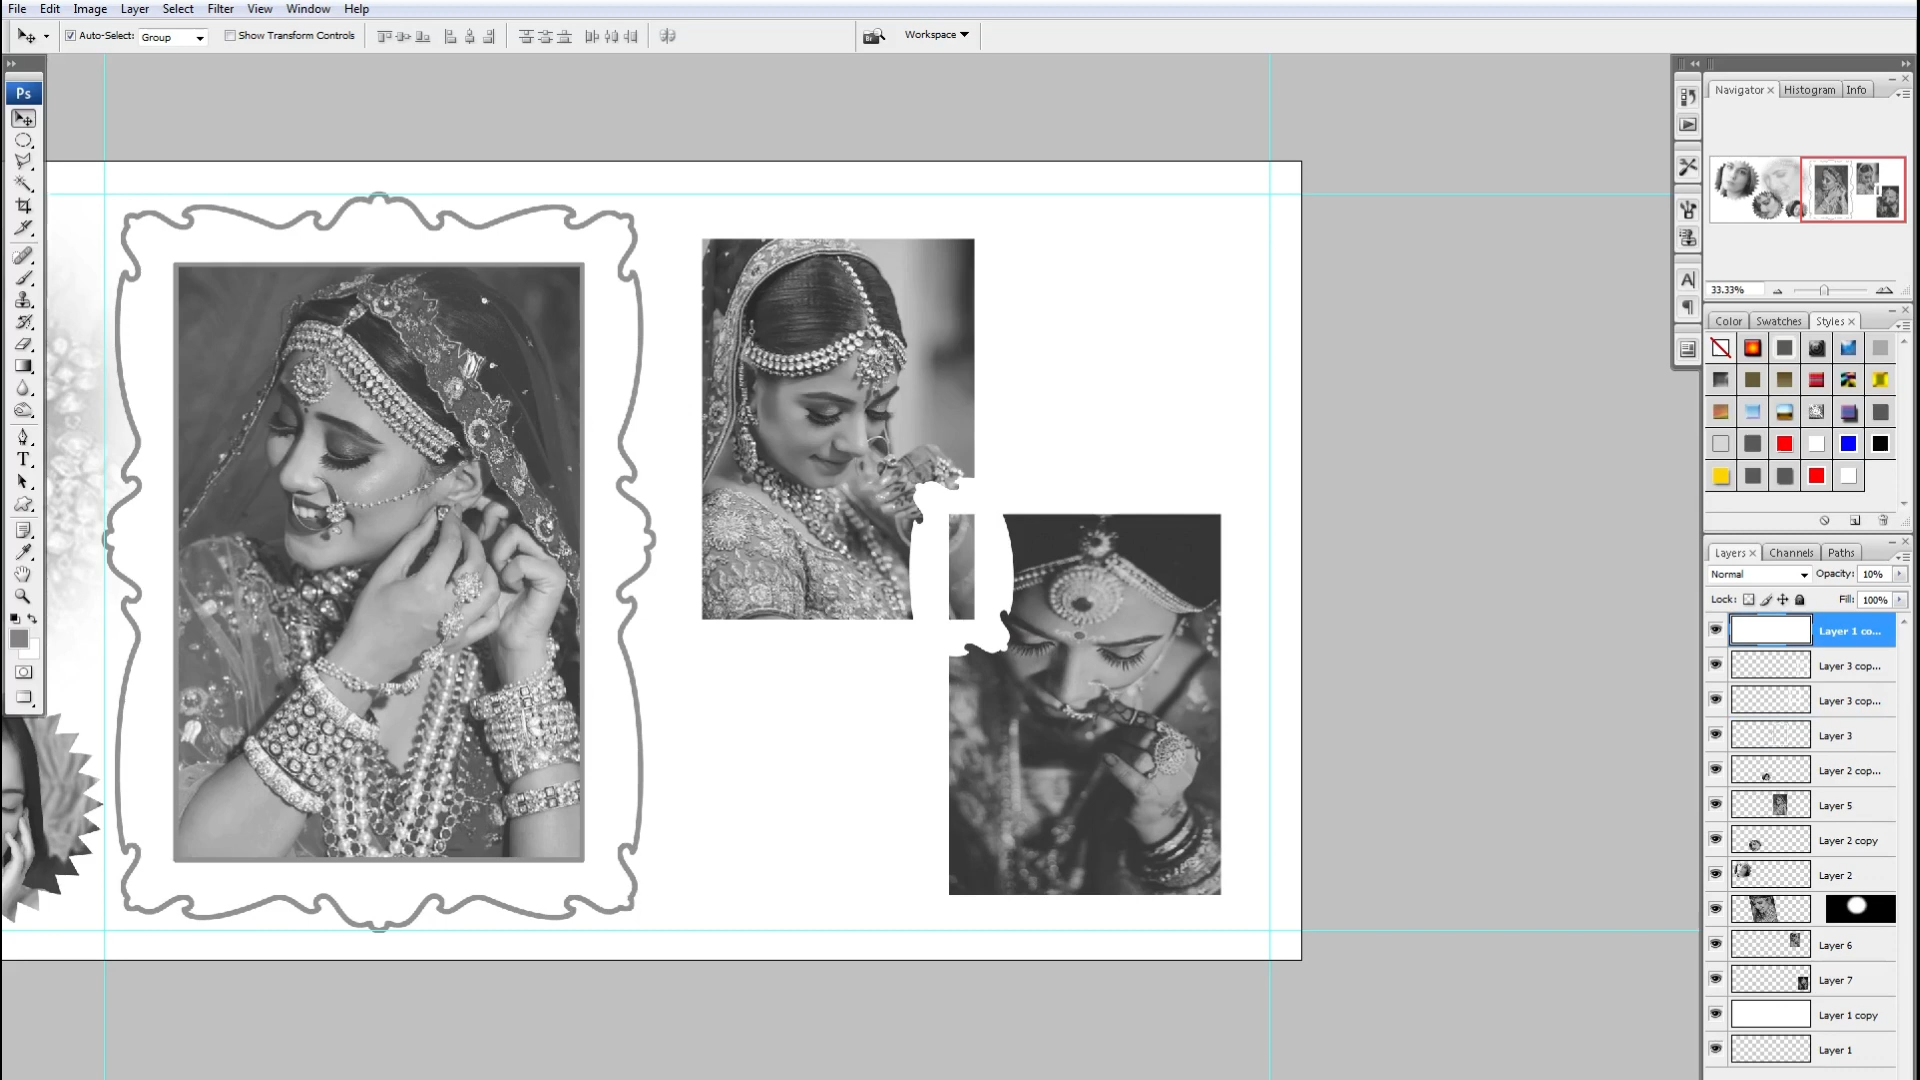 File Edit Image Layer Select Filter View Window Help
Auto-Select: Group Show Transform Controls Workspace
Ps
Navigator Histogram Info
33.33%
Color Swatches Styles
Layers Channels Paths
Normal Opacity: 10%
Lock: Fill: 100%
Layer 1 co...
Layer 3 cop...
Layer 3 cop...
Layer 3
Layer 2 cop...
Layer 5
Layer 2 copy
Layer 2
Layer 6
Layer 7
Layer 1 copy
Layer 1